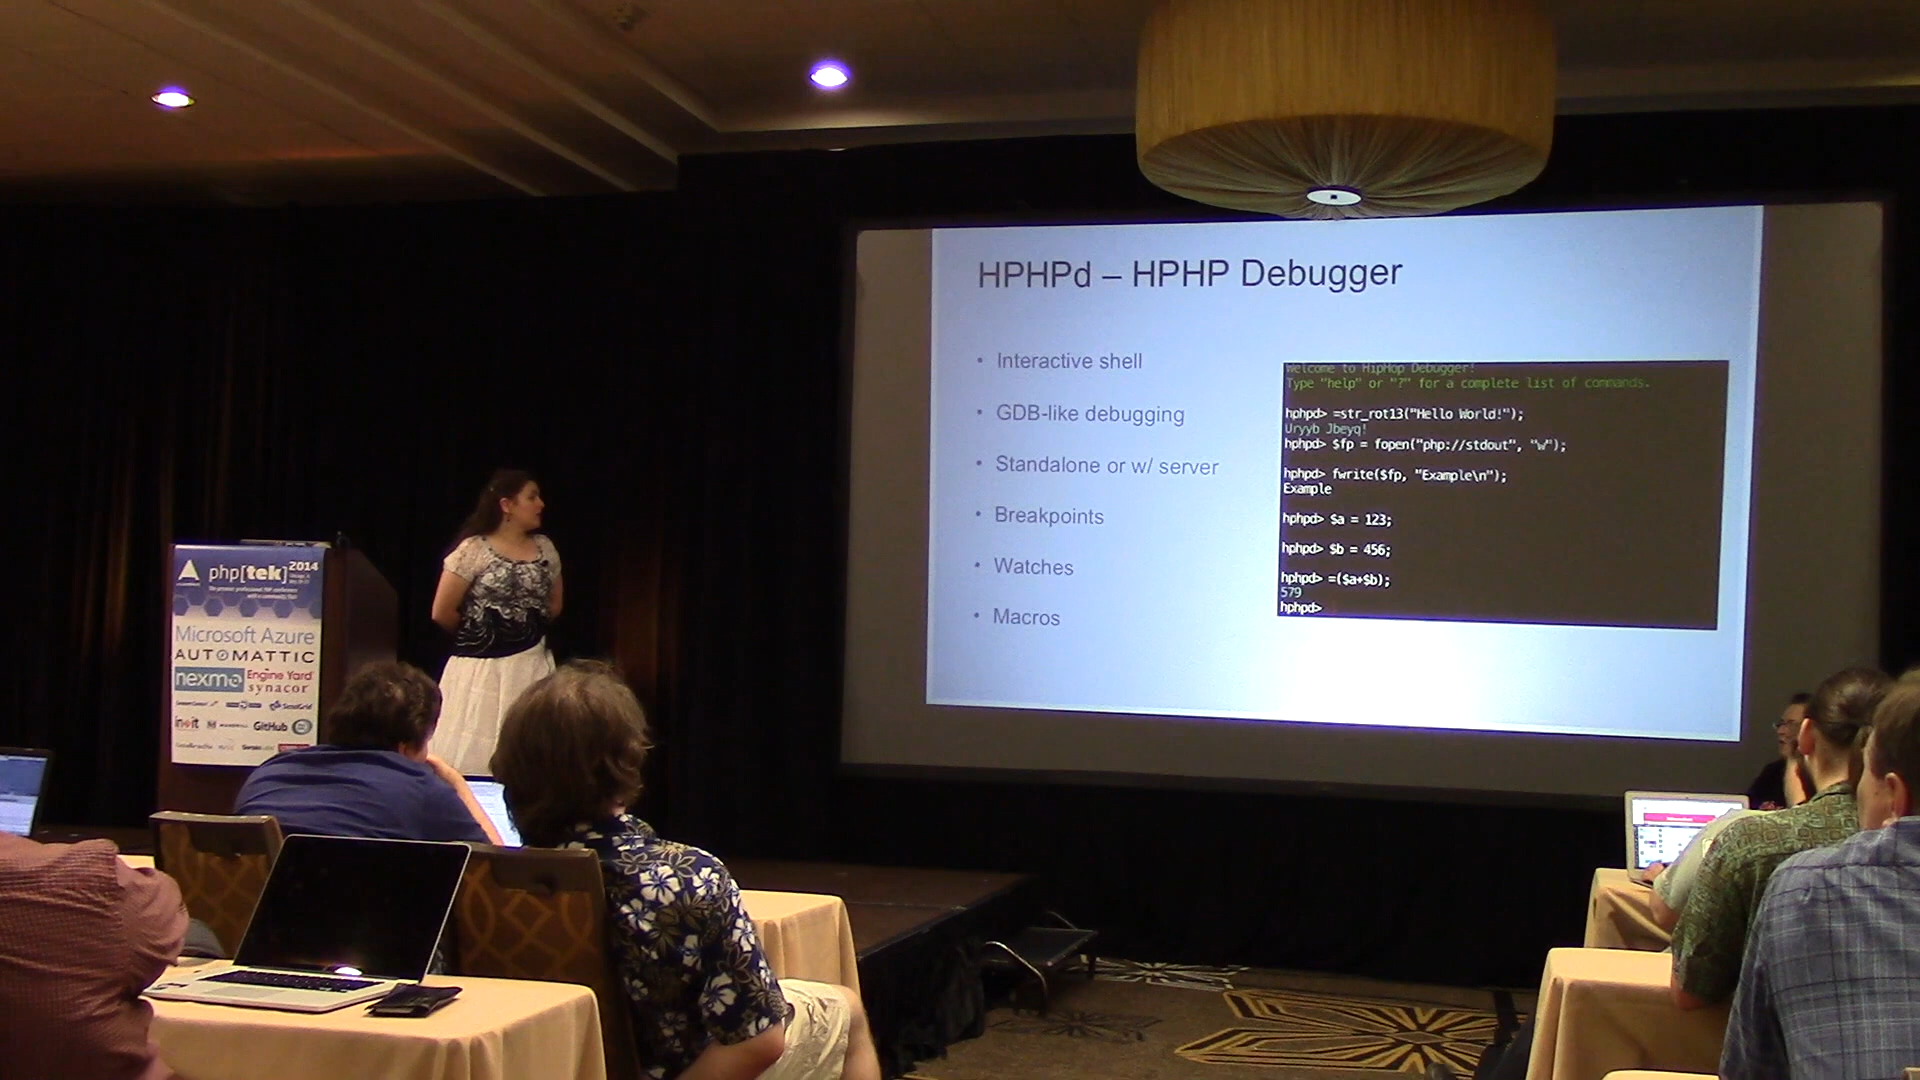 HPHPd – HPHP Debugger
• Interactive shell
• GDB-like debugging
• Standalone or w/ server
• Breakpoints
• Watches
• Macros
Welcome to HipHop Debugger!
Type "help" or "?" for a complete list of commands.
hphpd> =str_rot13("Hello World!");
Uryyb Jbeyq!
hphpd> $fp = fopen("php://stdout", "w");
hphpd> fwrite($fp, "Example\n");
Example
hphpd> $a = 123;
hphpd> $b = 456;
hphpd> =($a+$b);
579
hphpd>
php[tek] 2014
Microsoft Azure
AUTOMATTIC
nexmo Engine Yard
synacor
SendGrid
in•it
GitHub